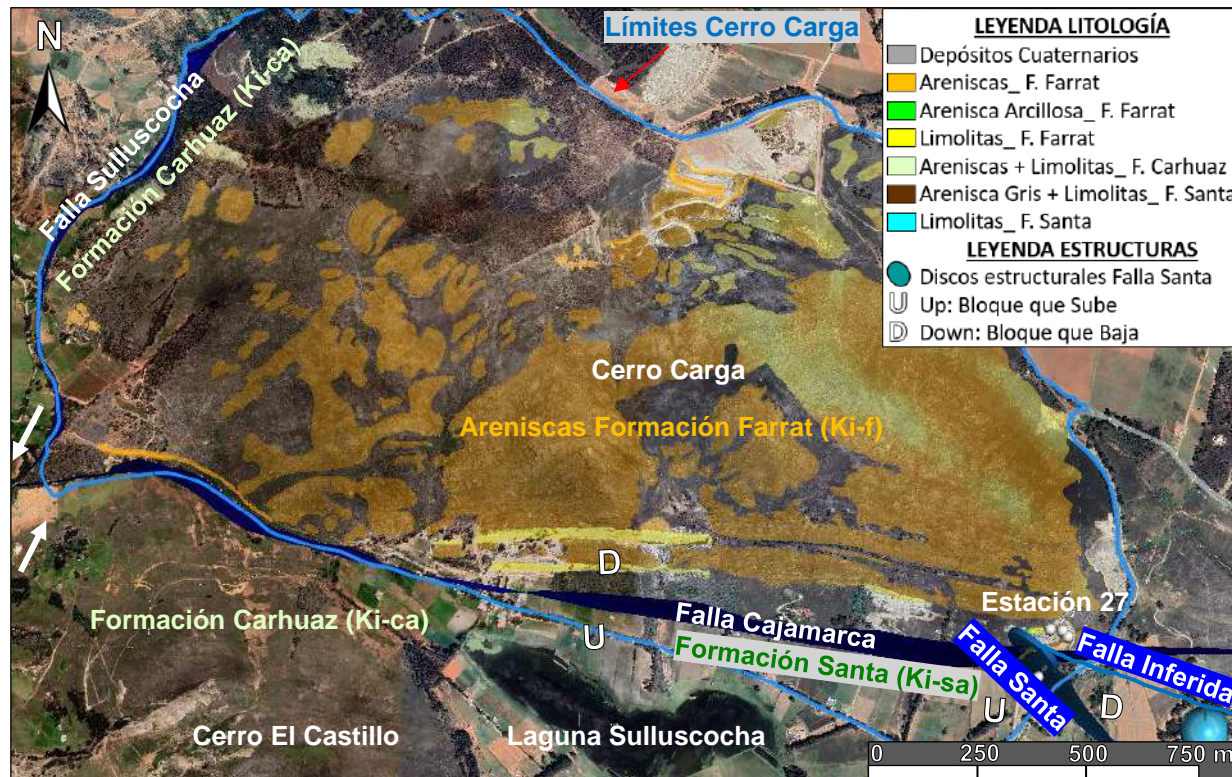 N
Límites Cerro Carga
Falla Sulluscocha
Formación Carhuaz (Ki-ca)
LEYENDA LITOLOGÍA
Depósitos Cuaternarios
Areniscas_ F. Farrat
Arenisca Arcillosa_ F. Farrat
Limolitas_ F. Farrat
Areniscas + Limolitas_ F. Carhuaz
Arenisca Gris + Limolitas_ F. Santa
Limolitas_ F. Santa
LEYENDA ESTRUCTURAS
Discos estructurales Falla Santa
U Up: Bloque que Sube
D Down: Bloque que Baja
Cerro Carga
Areniscas Formación Farrat (Ki-f)
D
Estación 27
Falla Cajamarca
Formación Carhuaz (Ki-ca)
U
Formación Santa (Ki-sa)
Falla Santa
Falla Inferida
U
D
Cerro El Castillo
Laguna Sulluscocha
0 250 500 750 m